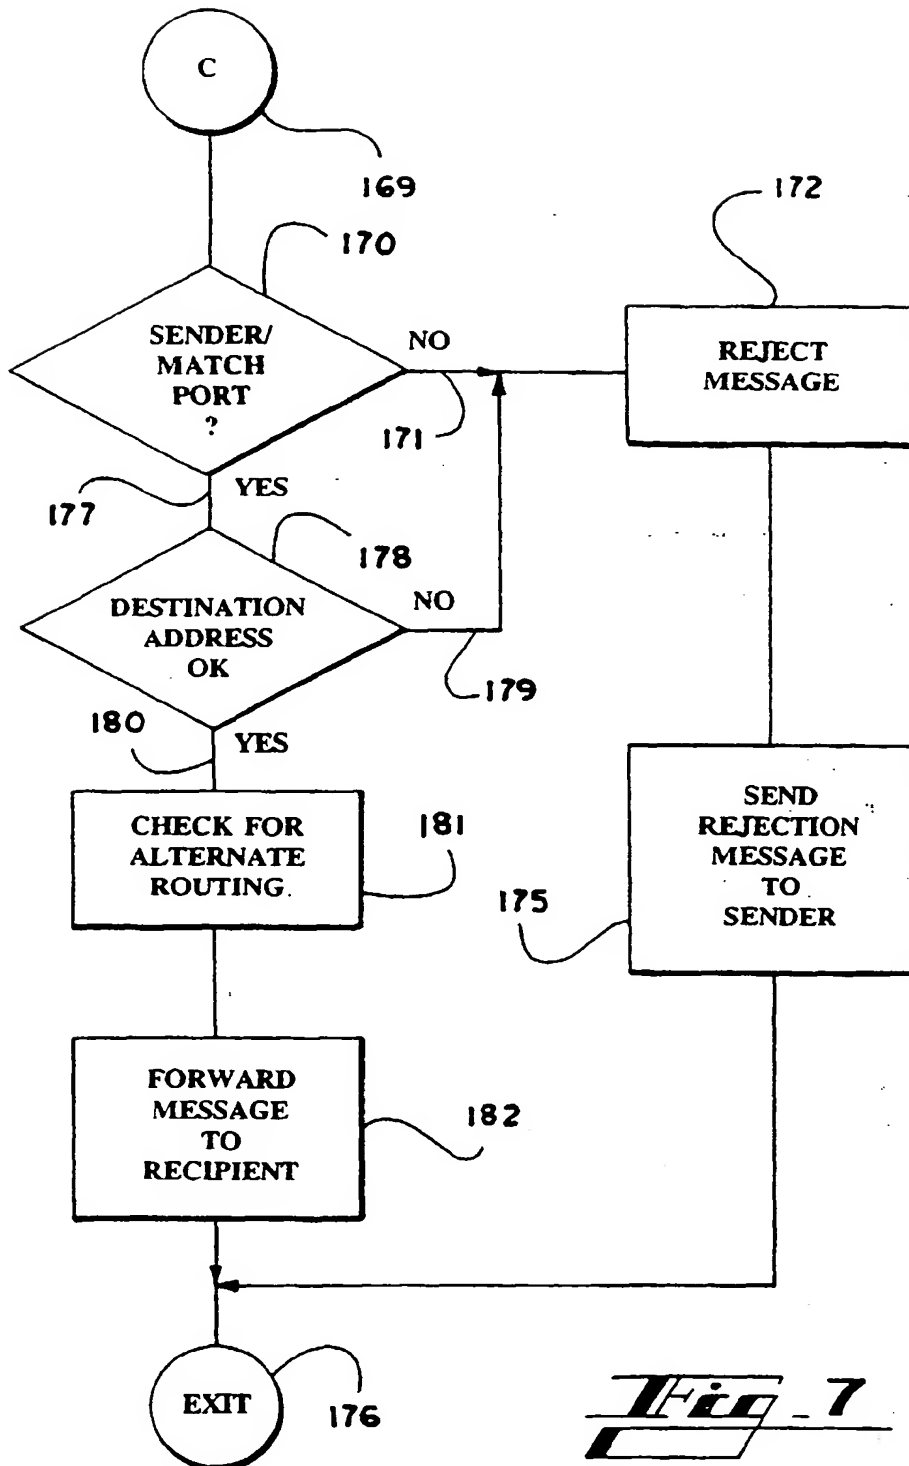 C
169
170
172
SENDER/
MATCH
PORT
?
NO
171
REJECT
MESSAGE
177
YES
178
DESTINATION
ADDRESS
OK
NO
179
180
YES
CHECK FOR
ALTERNATE
ROUTING.
181
SEND
REJECTION
MESSAGE
TO
SENDER
175
FORWARD
MESSAGE
TO
RECIPIENT
182
EXIT
176
Fig_7